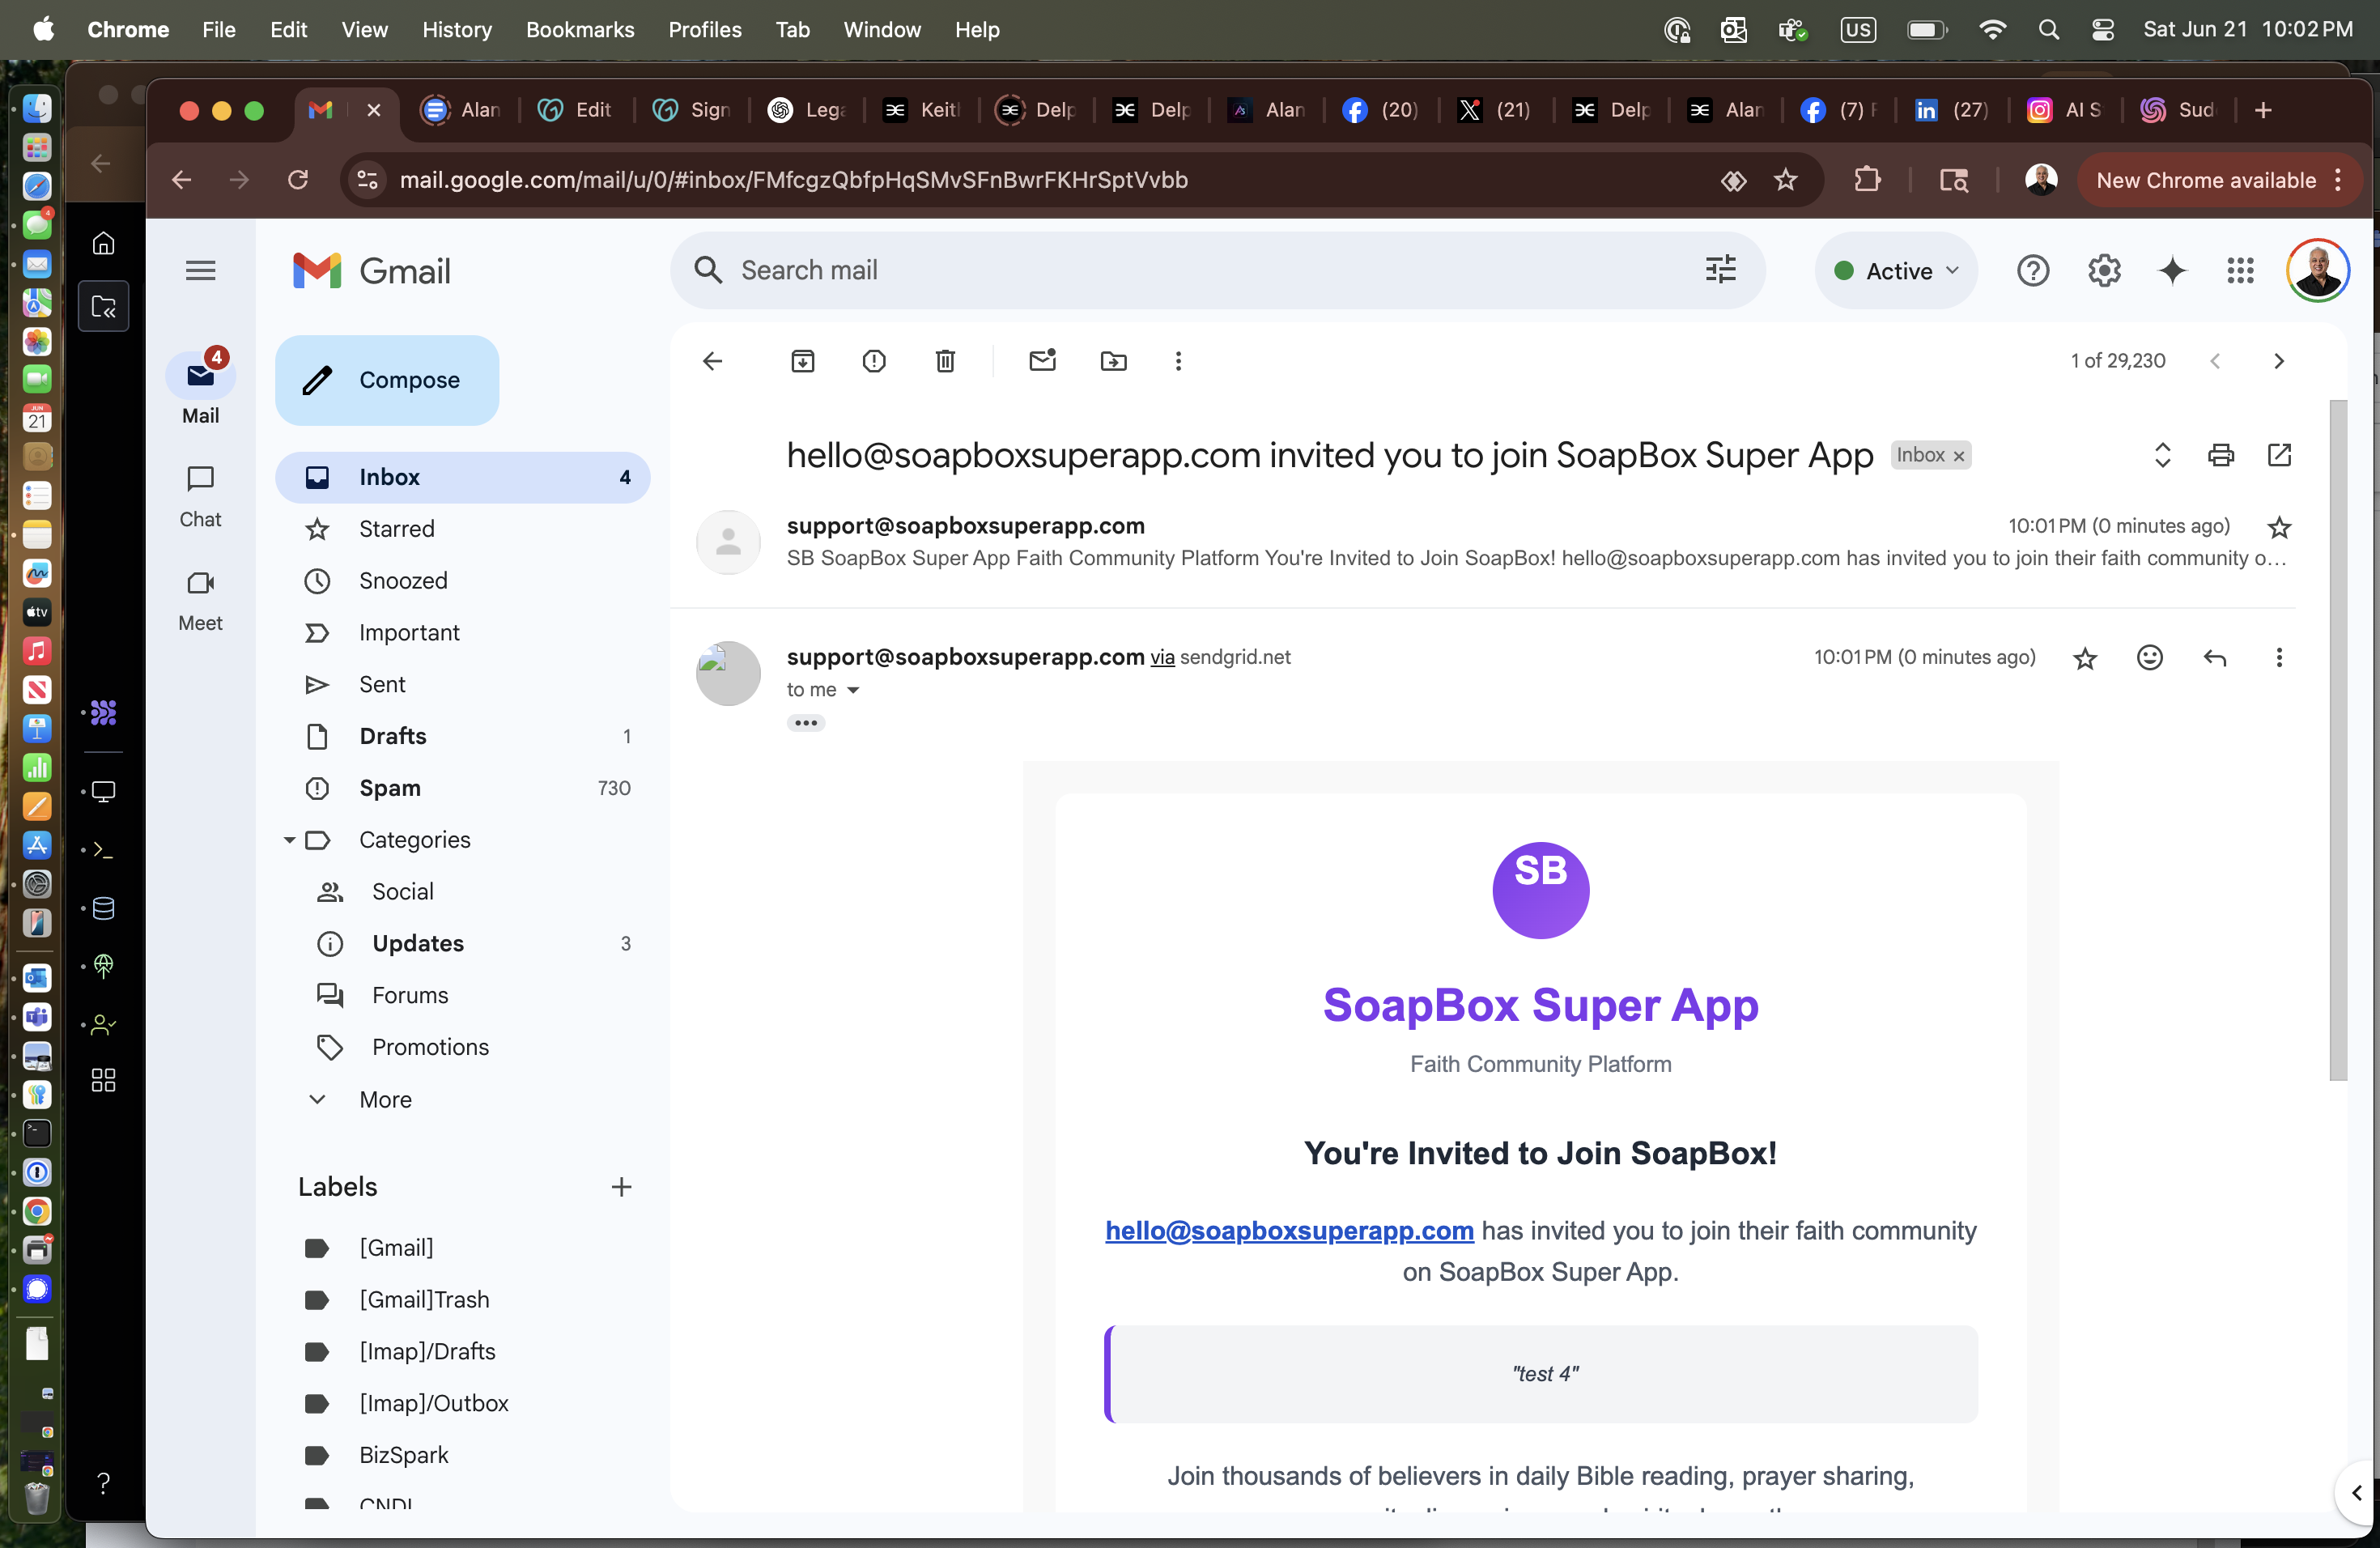 Chrome File Edit View History Bookmarks Profiles Tab Window Help US Sat Jun 21 10:02 PM
Alan Edit Sign Lega Keith Delp Delp Alan (20) (21) Delp Alan (7) F (27) AI S Sud
mail.google.com/mail/u/0/#inbox/FMfcgzQbfpHqSMvSFnBwrFKHrSptVvbb
New Chrome available
Gmail
Search mail
Active
4
Mail
Chat
Meet
Compose
Inbox 4
Starred
Snoozed
Important
Sent
Drafts 1
Spam 730
Categories
Social
Updates 3
Forums
Promotions
More
Labels
[Gmail]
[Gmail]Trash
[Imap]/Drafts
[Imap]/Outbox
BizSpark
CNDI
1 of 29,230
hello@soapboxsuperapp.com invited you to join SoapBox Super App Inbox
support@soapboxsuperapp.com 10:01 PM (0 minutes ago)
SB SoapBox Super App Faith Community Platform You're Invited to Join SoapBox! hello@soapboxsuperapp.com has invited you to join their faith community o…
support@soapboxsuperapp.com via sendgrid.net 10:01 PM (0 minutes ago)
to me
SB
SoapBox Super App
Faith Community Platform
You're Invited to Join SoapBox!
hello@soapboxsuperapp.com has invited you to join their faith community
on SoapBox Super App.
"test 4"
Join thousands of believers in daily Bible reading, prayer sharing,
4
JUN
21
tv